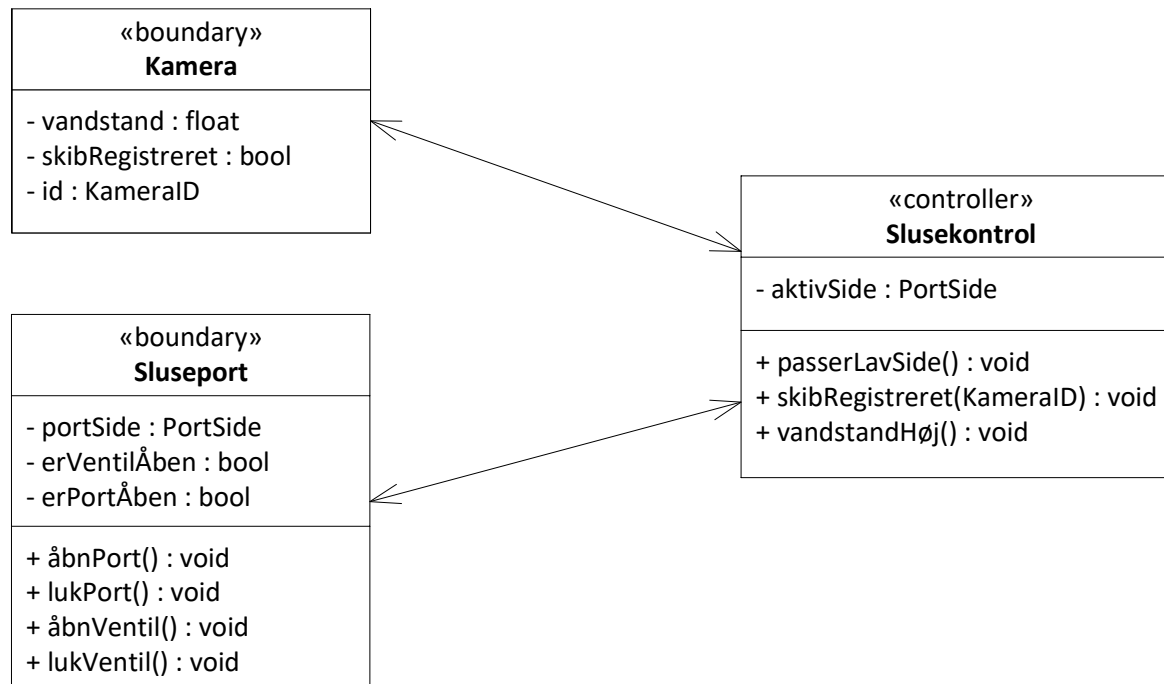 «boundary»
Kamera
- vandstand : float
- skibRegistreret : bool
- id : KameraID
«boundary»
Sluseport
- portSide : PortSide
- erVentilÅben : bool
- erPortÅben : bool
+ åbnPort() : void
+ lukPort() : void
+ åbnVentil() : void
+ lukVentil() : void
«controller»
Slusekontrol
- aktivSide : PortSide
+ passerLavSide() : void
+ skibRegistreret(KameraID) : void
+ vandstandHøj() : void